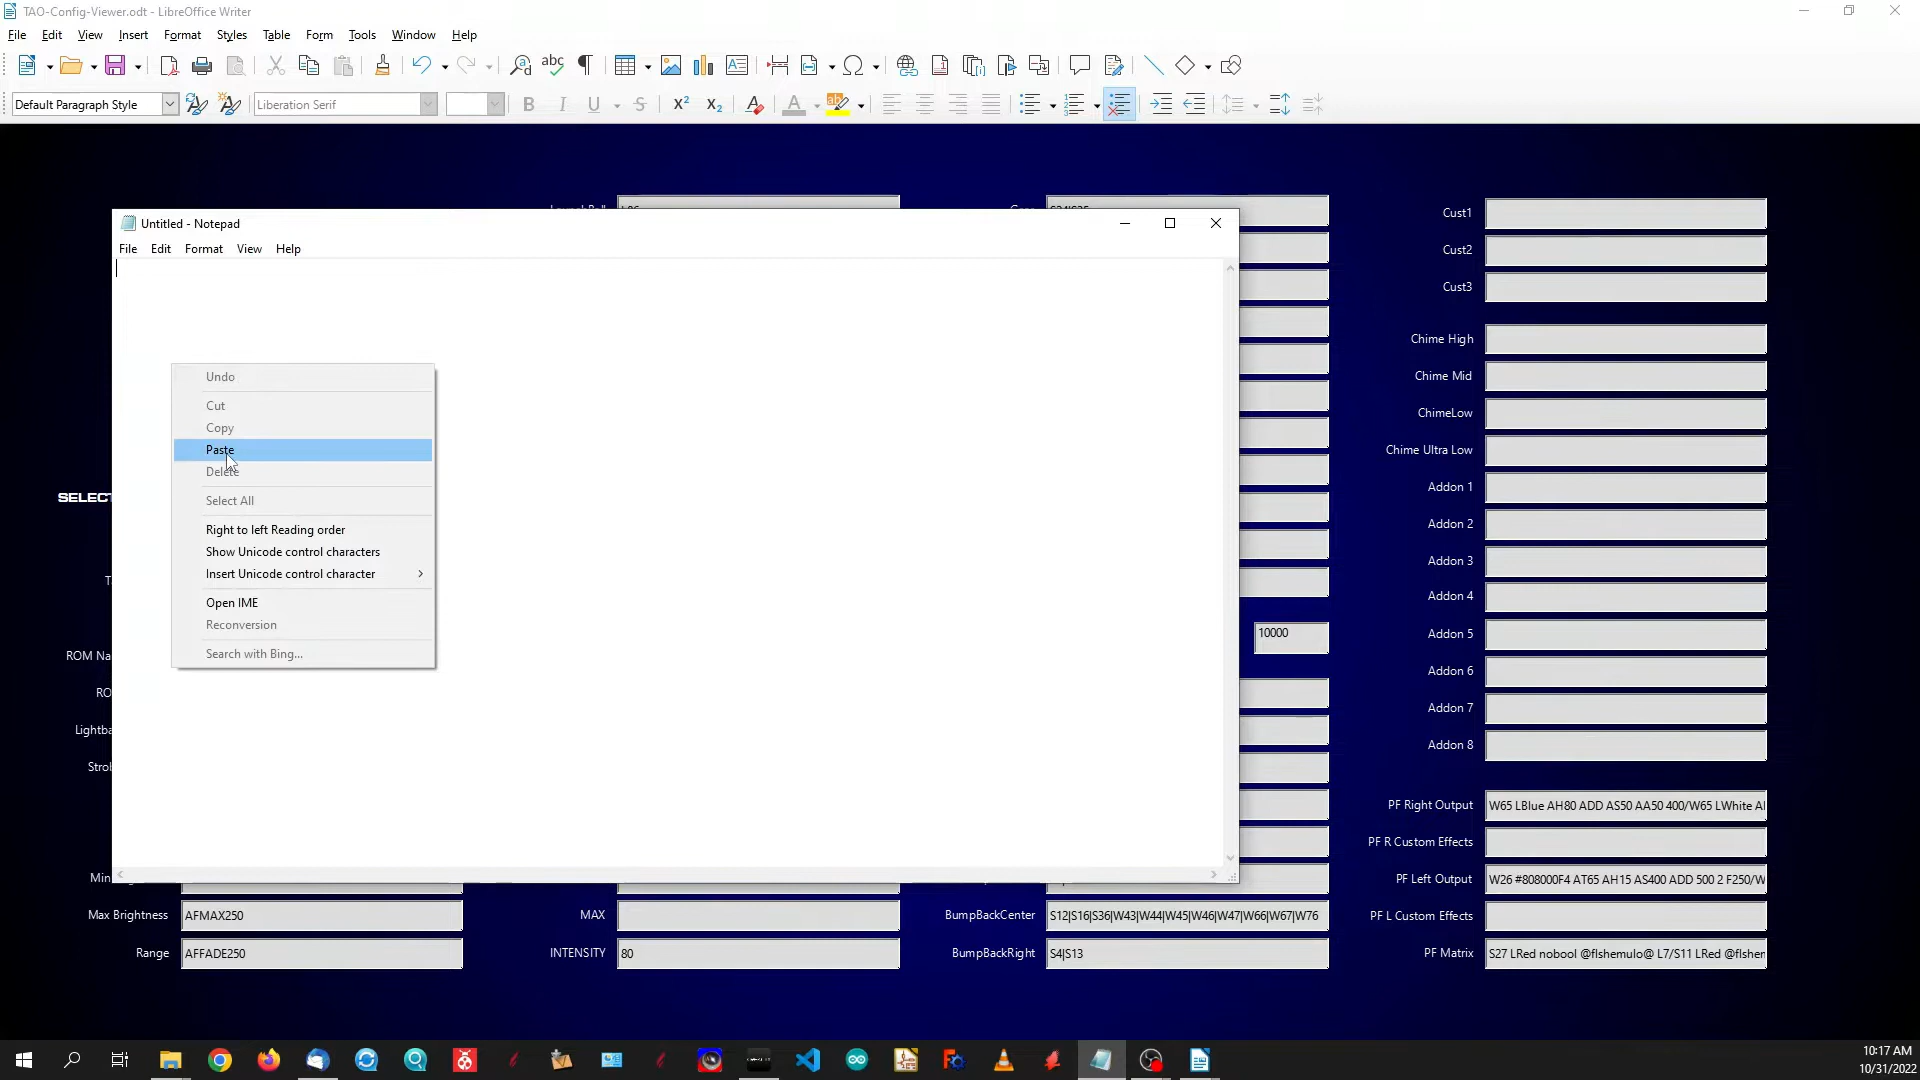 TAO-Config-Viewer.odt - LibreOffice Writer
File Edit View Insert Format Styles Table Form Tools Window Help
Default Paragraph Style
Liberation Serif
Untitled - Notepad
File Edit Format View Help
Undo
Cut
Copy
Paste
Delete
Select All
Right to left Reading order
Show Unicode control characters
Insert Unicode control character
Open IME
Reconversion
Search with Bing...
SELECT
ROM Na
RO
Lightba
Strol
Min
Max Brightness AFMAX250
Range AFFADE250
MAX
INTENSITY 80
10000
BumpBackCenter S12|S16|S36|W43|W44|W45|W46|W47|W66|W67|W76
BumpBackRight S4|S13
Cust1
Cust2
Cust3
Chime High
Chime Mid
ChimeLow
Chime Ultra Low
Addon 1
Addon 2
Addon 3
Addon 4
Addon 5
Addon 6
Addon 7
Addon 8
PF Right Output W65 LBlue AH80 ADD AS50 AA50 400/W65 LWhite Al
PF R Custom Effects
PF Left Output W26 #808000F4 AT65 AH15 AS400 ADD 500 2 F250/W
PF L Custom Effects
PF Matrix S27 LRed nobool @flshemulo@ L7/S11 LRed @flsher
10:17 AM
10/31/2022